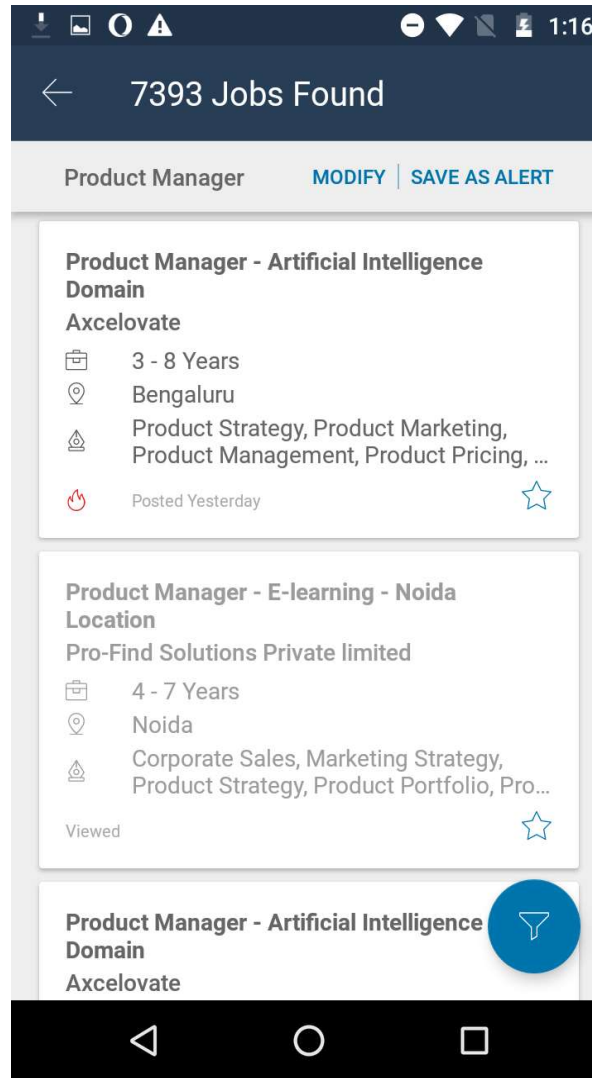 1:16
7393 Jobs Found
Product Manager MODIFY SAVE AS ALERT
Product Manager - Artificial Intelligence
Domain
Axcelovate
3 - 8 Years
Bengaluru
Product Strategy, Product Marketing,
Product Management, Product Pricing, ...
Posted Yesterday
Product Manager - E-learning - Noida
Location
Pro-Find Solutions Private limited
4 - 7 Years
Noida
Corporate Sales, Marketing Strategy,
Product Strategy, Product Portfolio, Pro...
Viewed
Product Manager - Artificial Intelligence
Domain
Axcelovate